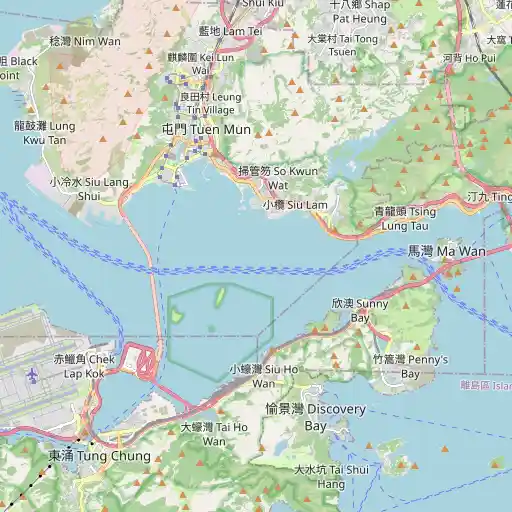 Shui Kiu
十八鄉 Shap
Pat Heung
蓮花
藍地 Lam Tei
稔灣 Nim Wan
大棠村 Tai Tong
Tsuen
大窩 T
麒麟圍 Kei Lun
Wai
河背 Ho Pui
咀 Black
Point
良田村 Leung
Tin Village
龍鼓灘 Lung
Kwu Tan
屯門 Tuen Mun
掃管笏 So Kwun
Wat
小冷水 Siu Lang
Shui
汀九 Ting
小欖 Siu Lam
青龍頭 Tsing
Lung Tau
馬灣 Ma Wan
欣澳 Sunny
Bay
赤鱲角 Chek
Lap Kok
竹篙灣 Penny's
Bay
小蠔灣 Siu Ho
Wan
離島區 Islan
愉景灣 Discovery
Bay
大蠔灣 Tai Ho
Wan
東涌 Tung Chung
大水坑 Tai Shui
Hang